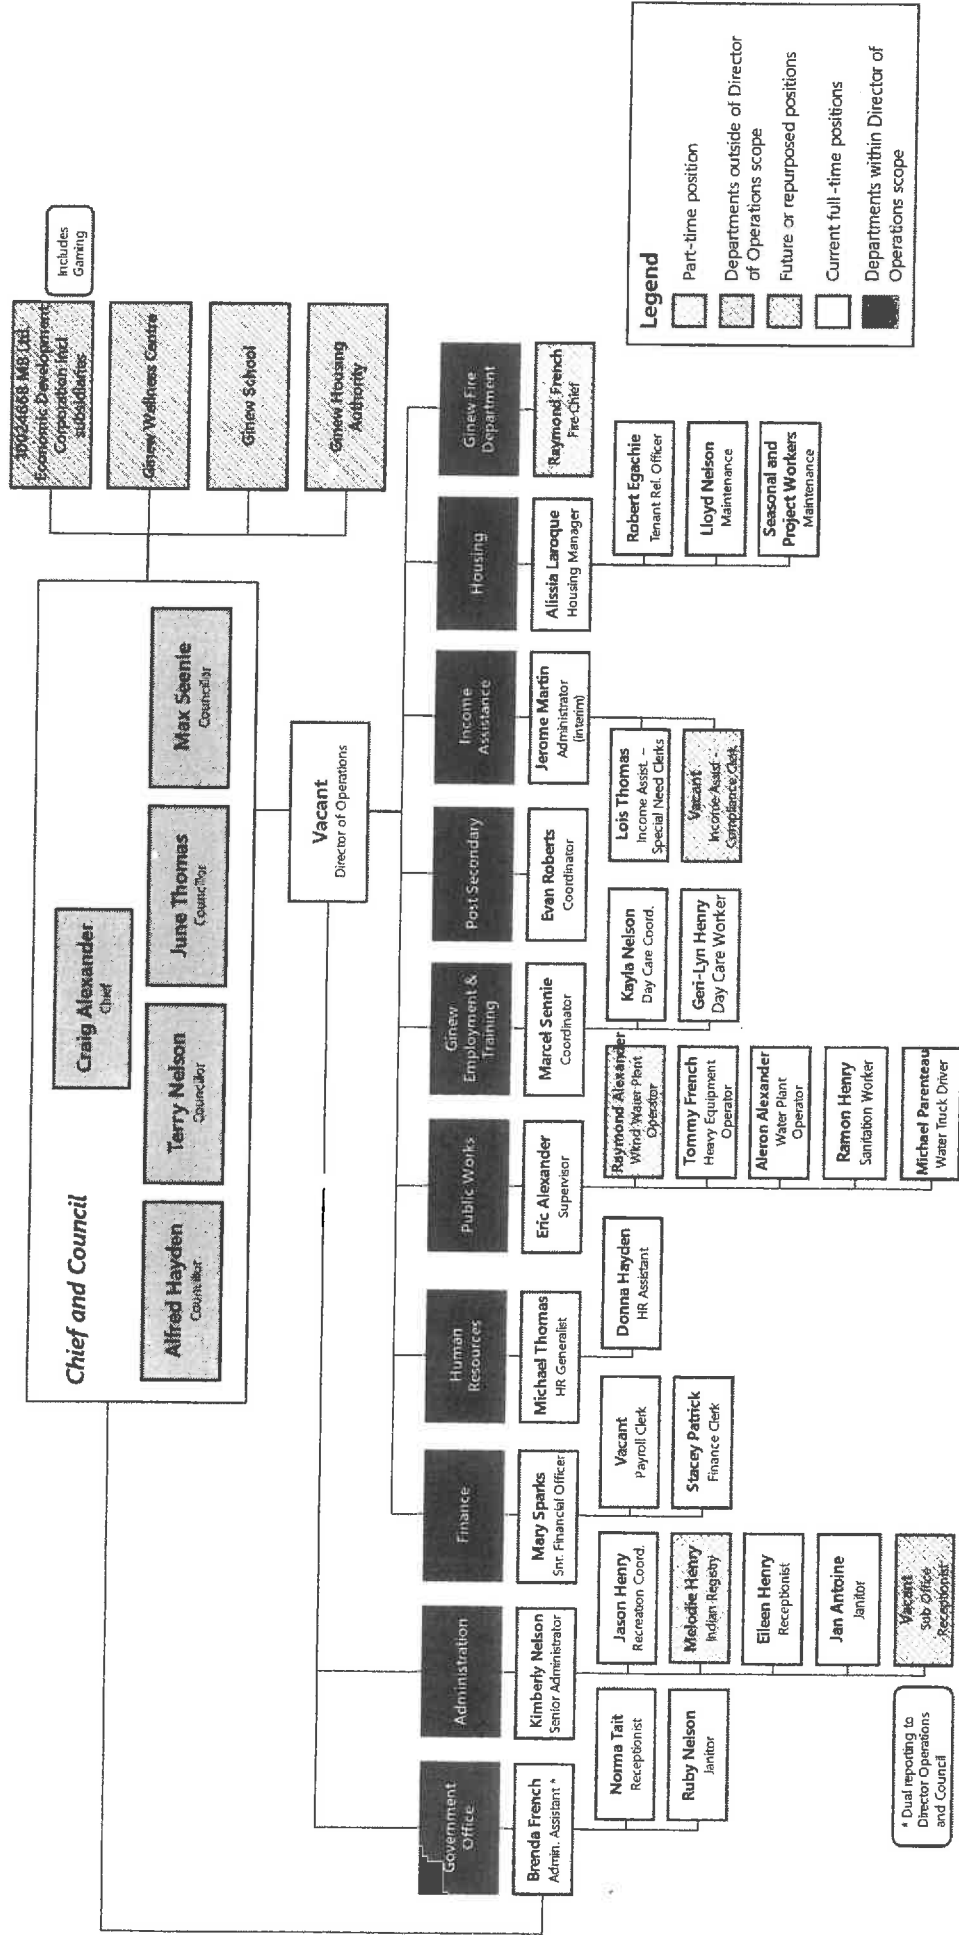 Chief and Council
Craig Alexander
Chief
Alfred Hayden
Councillor
Terry Nelson
Councillor
June Thomas
Councillor
Max Seenie
Councillor
Economic Development
Corporation incl
subsidiaries
Includes
Gaming
Ginew Wellness Centre
Ginew School
Ginew Housing
Authority
Vacant
Director of Operations
Government
Office
Brenda French
Admin. Assistant *
Norma Tait
Receptionist
Ruby Nelson
Janitor
Administration
Kimberly Nelson
Senior Administrator
Jason Henry
Recreation Coord.
Melodie Henry
Indian Registry
Eileen Henry
Receptionist
Jan Antoine
Janitor
Vacant
Sub Office
Receptionist
Finance
Mary Sparks
Snr. Financial Officer
Vacant
Payroll Clerk
Stacey Patrick
Finance Clerk
Human
Resources
Michael Thomas
HR Generalist
Donna Hayden
HR Assistant
Public Works
Eric Alexander
Supervisor
Raymond Alexander
Wknd Water Plant
Operator
Tommy French
Heavy Equipment
Operator
Aleron Alexander
Water Plant
Operator
Ramon Henry
Sanitation Worker
Michael Parenteau
Water Truck Driver
Ginew
Employment &
Training
Marcel Sennie
Coordinator
Kayla Nelson
Day Care Coord.
Geri-Lyn Henry
Day Care Worker
Post Secondary
Evan Roberts
Coordinator
Income
Assistance
Jerome Martin
Administrator
(interim)
Lois Thomas
Income Assist. –
Special Need Clerks
Vacant
Income Assist -
Compliance Clerk
Housing
Alissia Laroque
Housing Manager
Robert Egachie
Tenant Rel. Officer
Lloyd Nelson
Maintenance
Seasonal and
Project Workers
Maintenance
Ginew Fire
Department
Raymond French
Fire Chief
* Dual reporting to
Director Operations
and Council
Legend
Part-time position
Departments outside of Director
of Operations scope
Future or repurposed positions
Current full-time positions
Departments within Director of
Operations scope